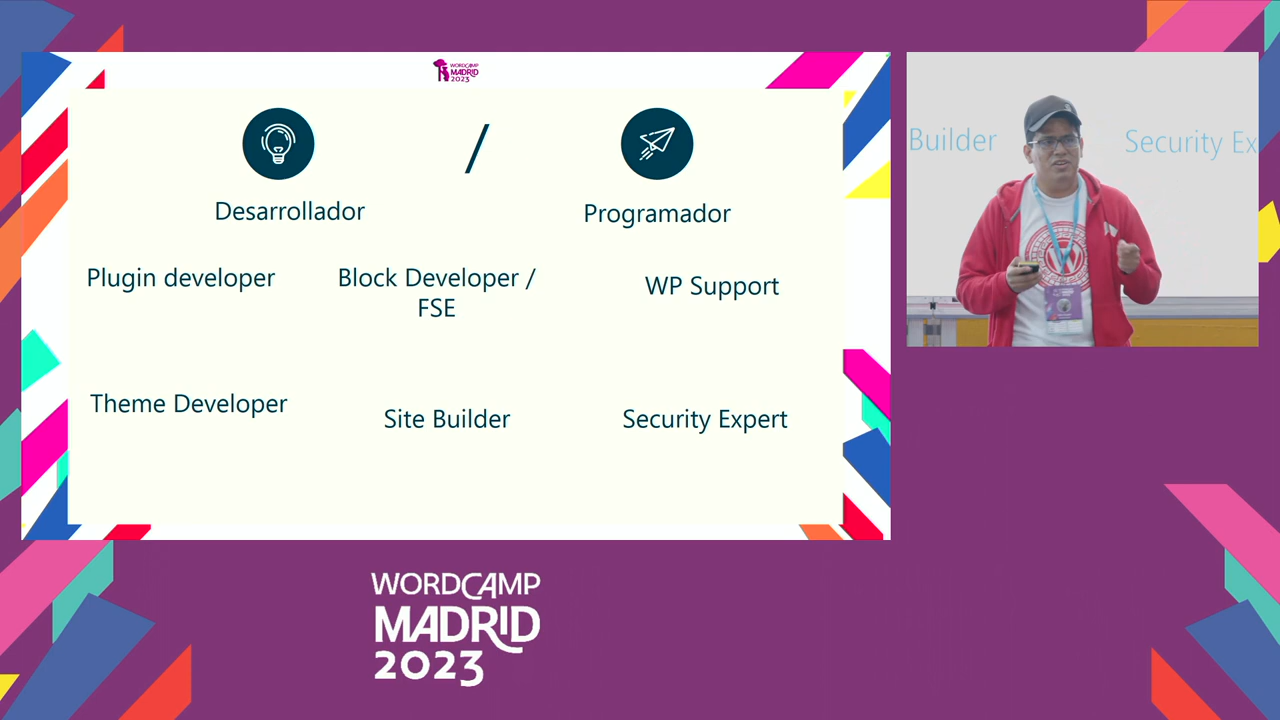 WORDCAMP
MADRID
2023
/
Desarrollador
Programador
Plugin developer
Block Developer /
FSE
WP Support
Theme Developer
Site Builder
Security Expert
Builder
Security Ex
W
WORDCAMP
MADRID
2023